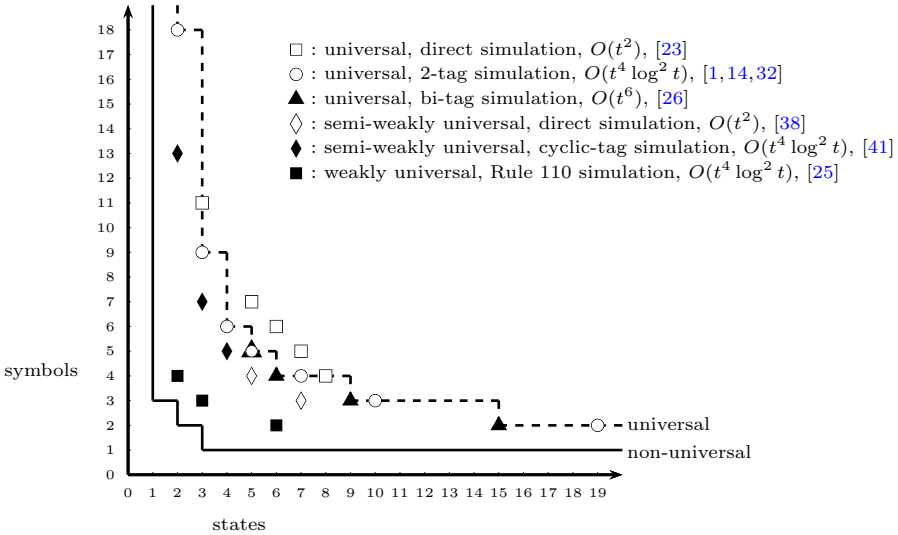 18
17
16
15
14
13
12
11
10
9
8
7
6
5
4
3
2
1
0
symbols
□ : universal, direct simulation, O(t²), [23]
○ : universal, 2-tag simulation, O(t⁴ log² t), [1,14,32]
▲ : universal, bi-tag simulation, O(t⁶), [26]
◊ : semi-weakly universal, direct simulation, O(t²), [38]
♦ : semi-weakly universal, cyclic-tag simulation, O(t⁴ log² t), [41]
■ : weakly universal, Rule 110 simulation, O(t⁴ log² t), [25]
universal
non-universal
0 1 2 3 4 5 6 7 8 9 10 11 12 13 14 15 16 17 18 19
states